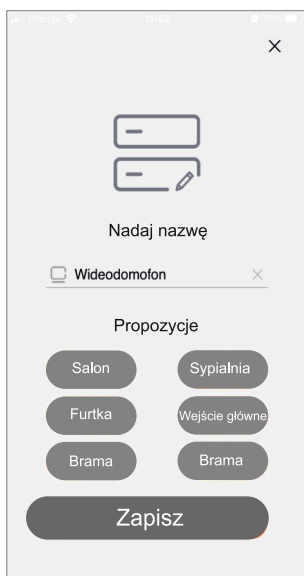 Orange 11:42 76%
Nadaj nazwę
Wideodomofon
Propozycje
Salon Sypialnia
Furtka Wejście główne
Brama Brama
Zapisz